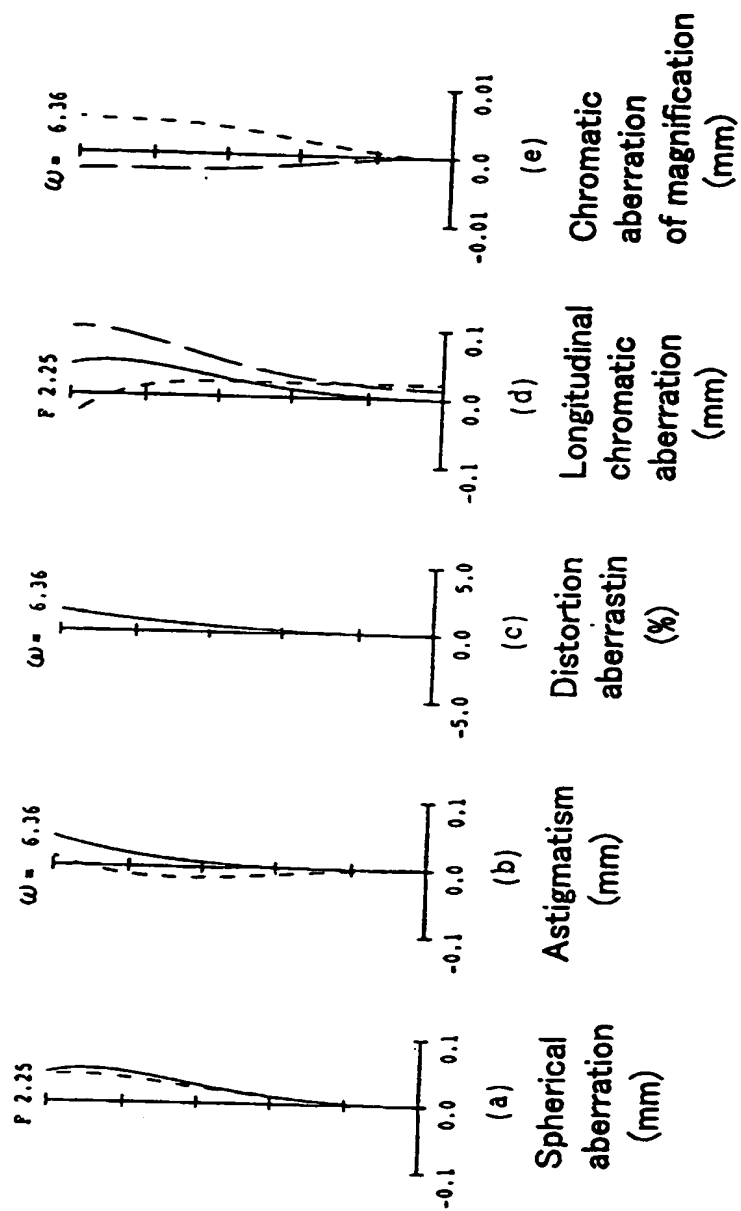 F 2.25
-0.1 0.0 0.1
(a)
Spherical
aberration
(mm)
ω= 6.36
-0.1 0.0 0.1
(b)
Astigmatism
(mm)
ω= 6.36
-5.0 0.0 5.0
(c)
Distortion
aberrastin
(%)
F 2.25
-0.1 0.0 0.1
(d)
Longitudinal
chromatic
aberration
(mm)
ω= 6.36
-0.01 0.0 0.01
(e)
Chromatic
aberration
of magnification
(mm)